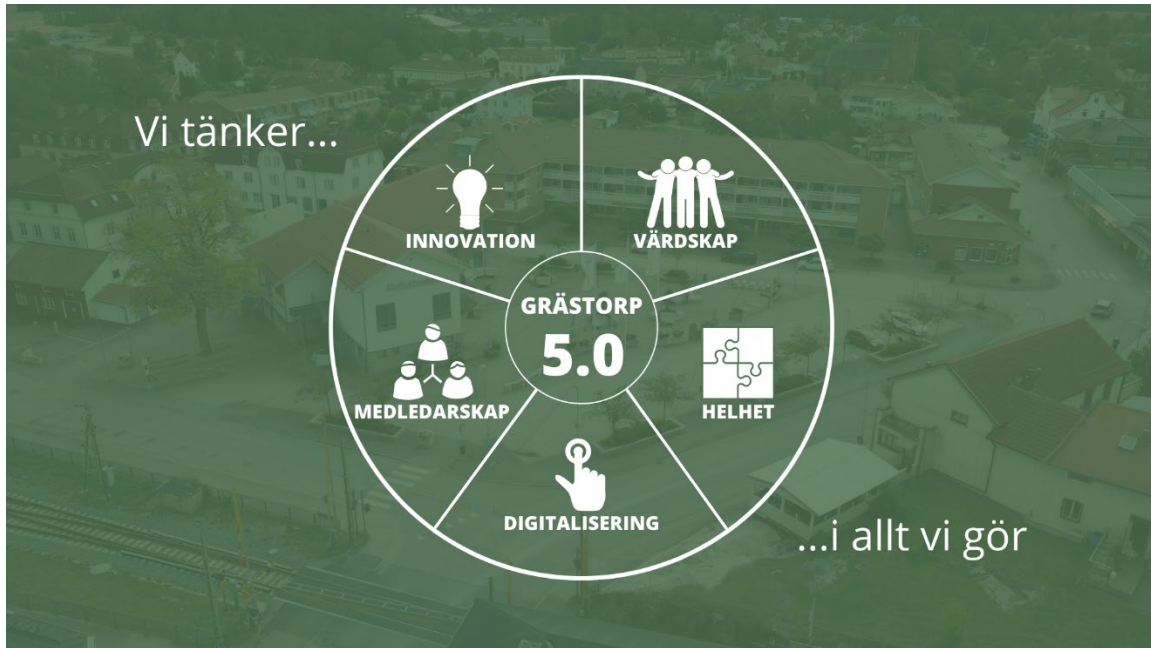 Vi tänker...
INNOVATION
VÄRDSKAP
GRÄSTORP
5.0
MEDLEDARSKAP
HELHET
DIGITALISERING
...i allt vi gör